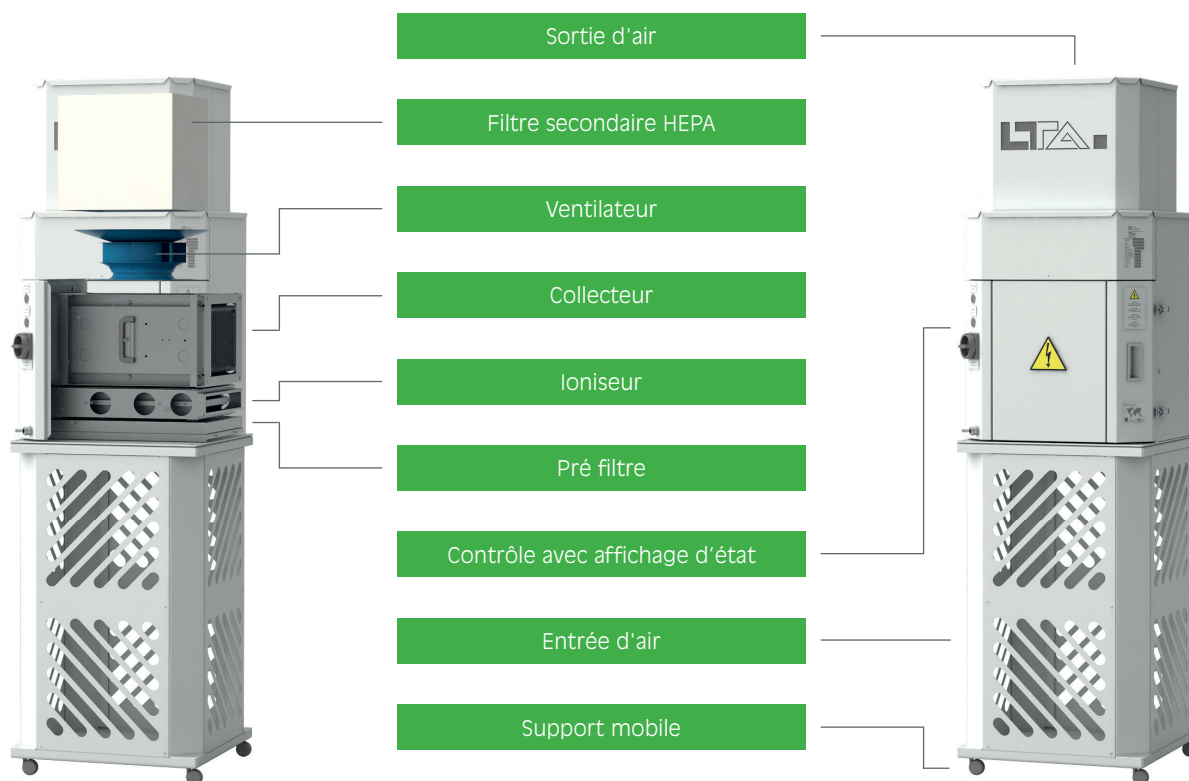 Sortie d'air
Filtre secondaire HEPA
Ventilateur
Collecteur
Ioniseur
Pré filtre
Contrôle avec affichage d’état
Entrée d'air
Support mobile
LTA